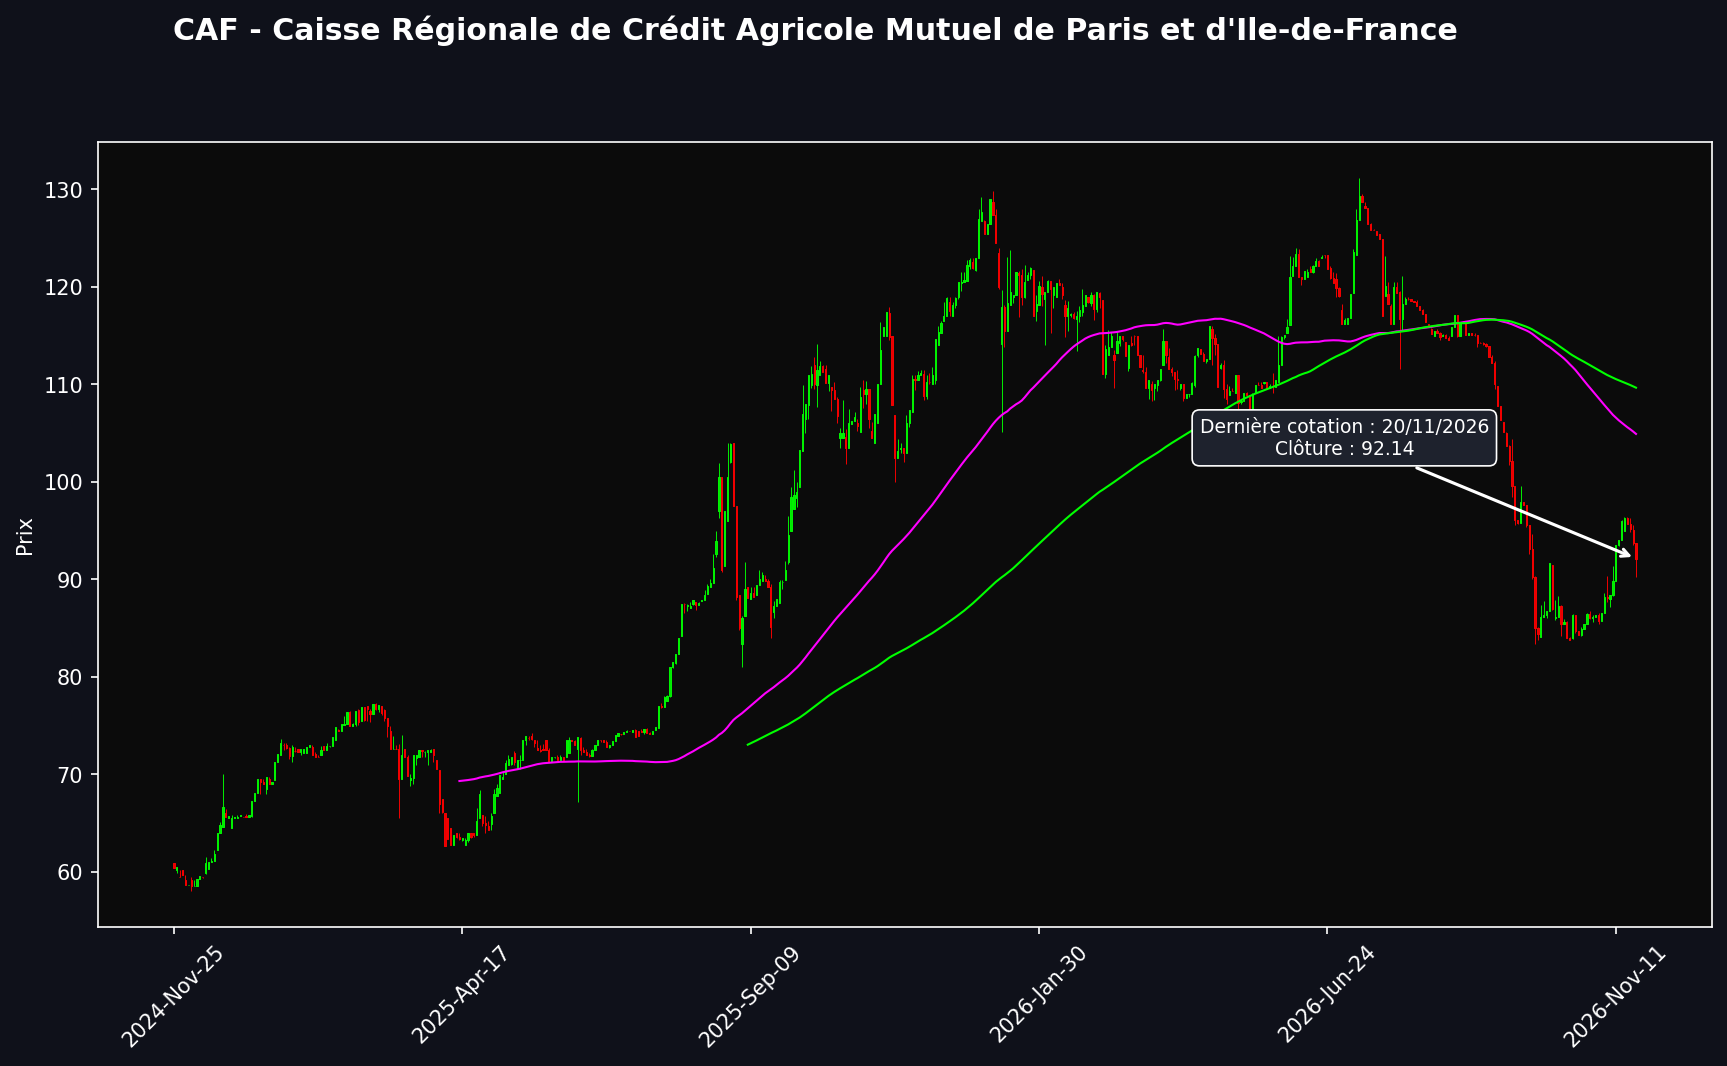 CAF - Caisse Régionale de Crédit Agricole Mutuel de Paris et d'Ile-de-France
Prix
130
120
110
100
90
80
70
60
Dernière cotation : 20/11/2026
Clôture : 92.14
2024-Nov-25
2025-Apr-17
2025-Sep-09
2026-Jan-30
2026-Jun-24
2026-Nov-11